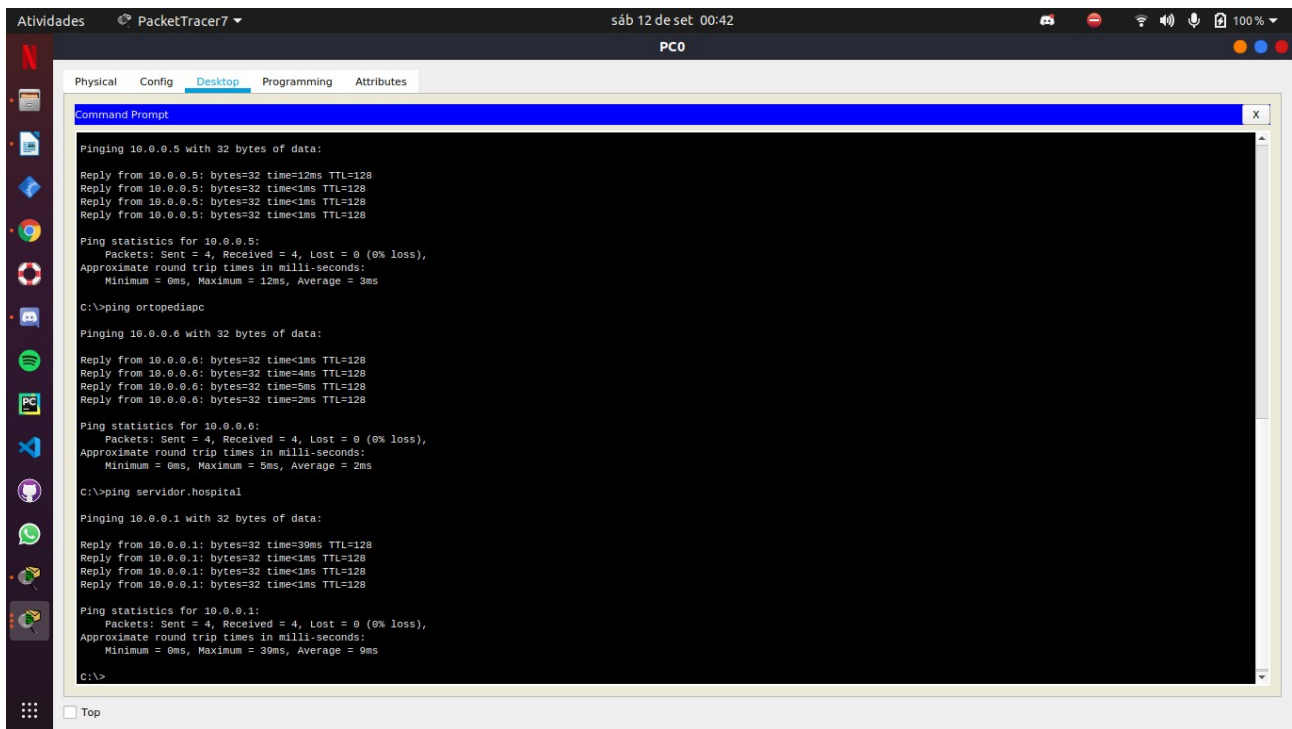 Atividades PacketTracer7 sáb 12 de set 00:42 100 %
PC0
Physical Config Desktop Programming Attributes
Command Prompt X
Pinging 10.0.0.5 with 32 bytes of data:
Reply from 10.0.0.5: bytes=32 time=12ms TTL=128
Reply from 10.0.0.5: bytes=32 time<1ms TTL=128
Reply from 10.0.0.5: bytes=32 time<1ms TTL=128
Reply from 10.0.0.5: bytes=32 time<1ms TTL=128
Ping statistics for 10.0.0.5:
Packets: Sent = 4, Received = 4, Lost = 0 (0% loss),
Approximate round trip times in milli-seconds:
Minimum = 0ms, Maximum = 12ms, Average = 3ms
C:\>ping ortopediapc
Pinging 10.0.0.6 with 32 bytes of data:
Reply from 10.0.0.6: bytes=32 time<1ms TTL=128
Reply from 10.0.0.6: bytes=32 time=4ms TTL=128
Reply from 10.0.0.6: bytes=32 time=5ms TTL=128
Reply from 10.0.0.6: bytes=32 time=2ms TTL=128
Ping statistics for 10.0.0.6:
Packets: Sent = 4, Received = 4, Lost = 0 (0% loss),
Approximate round trip times in milli-seconds:
Minimum = 0ms, Maximum = 5ms, Average = 2ms
C:\>ping servidor.hospital
Pinging 10.0.0.1 with 32 bytes of data:
Reply from 10.0.0.1: bytes=32 time=39ms TTL=128
Reply from 10.0.0.1: bytes=32 time<1ms TTL=128
Reply from 10.0.0.1: bytes=32 time<1ms TTL=128
Reply from 10.0.0.1: bytes=32 time<1ms TTL=128
Ping statistics for 10.0.0.1:
Packets: Sent = 4, Received = 4, Lost = 0 (0% loss),
Approximate round trip times in milli-seconds:
Minimum = 0ms, Maximum = 39ms, Average = 9ms
C:\>
Top